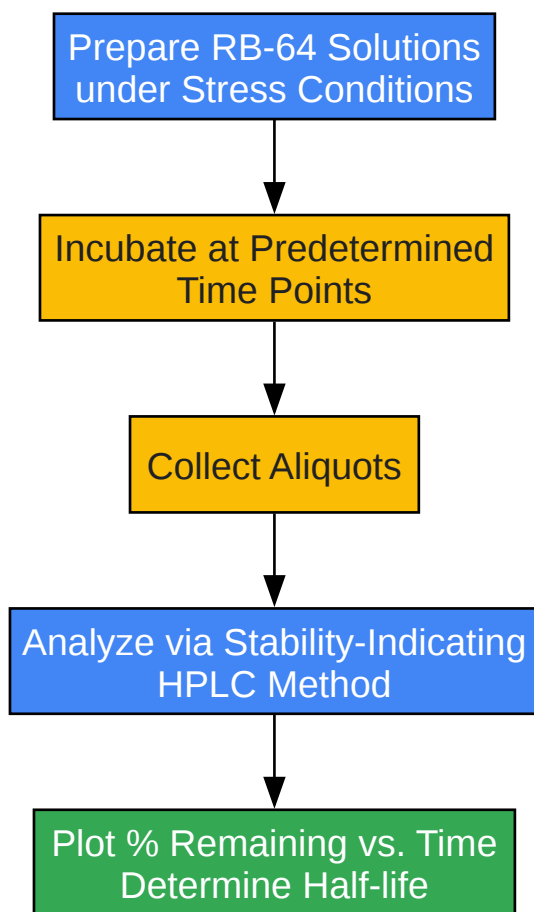 Prepare RB-64 Solutions
under Stress Conditions
Incubate at Predetermined
Time Points
Collect Aliquots
Analyze via Stability-Indicating
HPLC Method
Plot % Remaining vs. Time
Determine Half-life